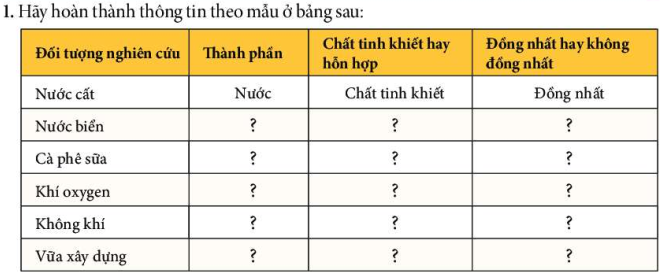 1. Hãy hoàn thành thông tin theo mẫu ở bảng sau:
Đối tượng nghiên cứu Thành phần Chất tinh khiết hay hỗn hợp Đồng nhất hay không đồng nhất
Nước cất Nước Chất tinh khiết Đồng nhất
Nước biển ? ? ?
Cà phê sữa ? ? ?
Khí oxygen ? ? ?
Không khí ? ? ?
Vữa xây dựng ? ? ?